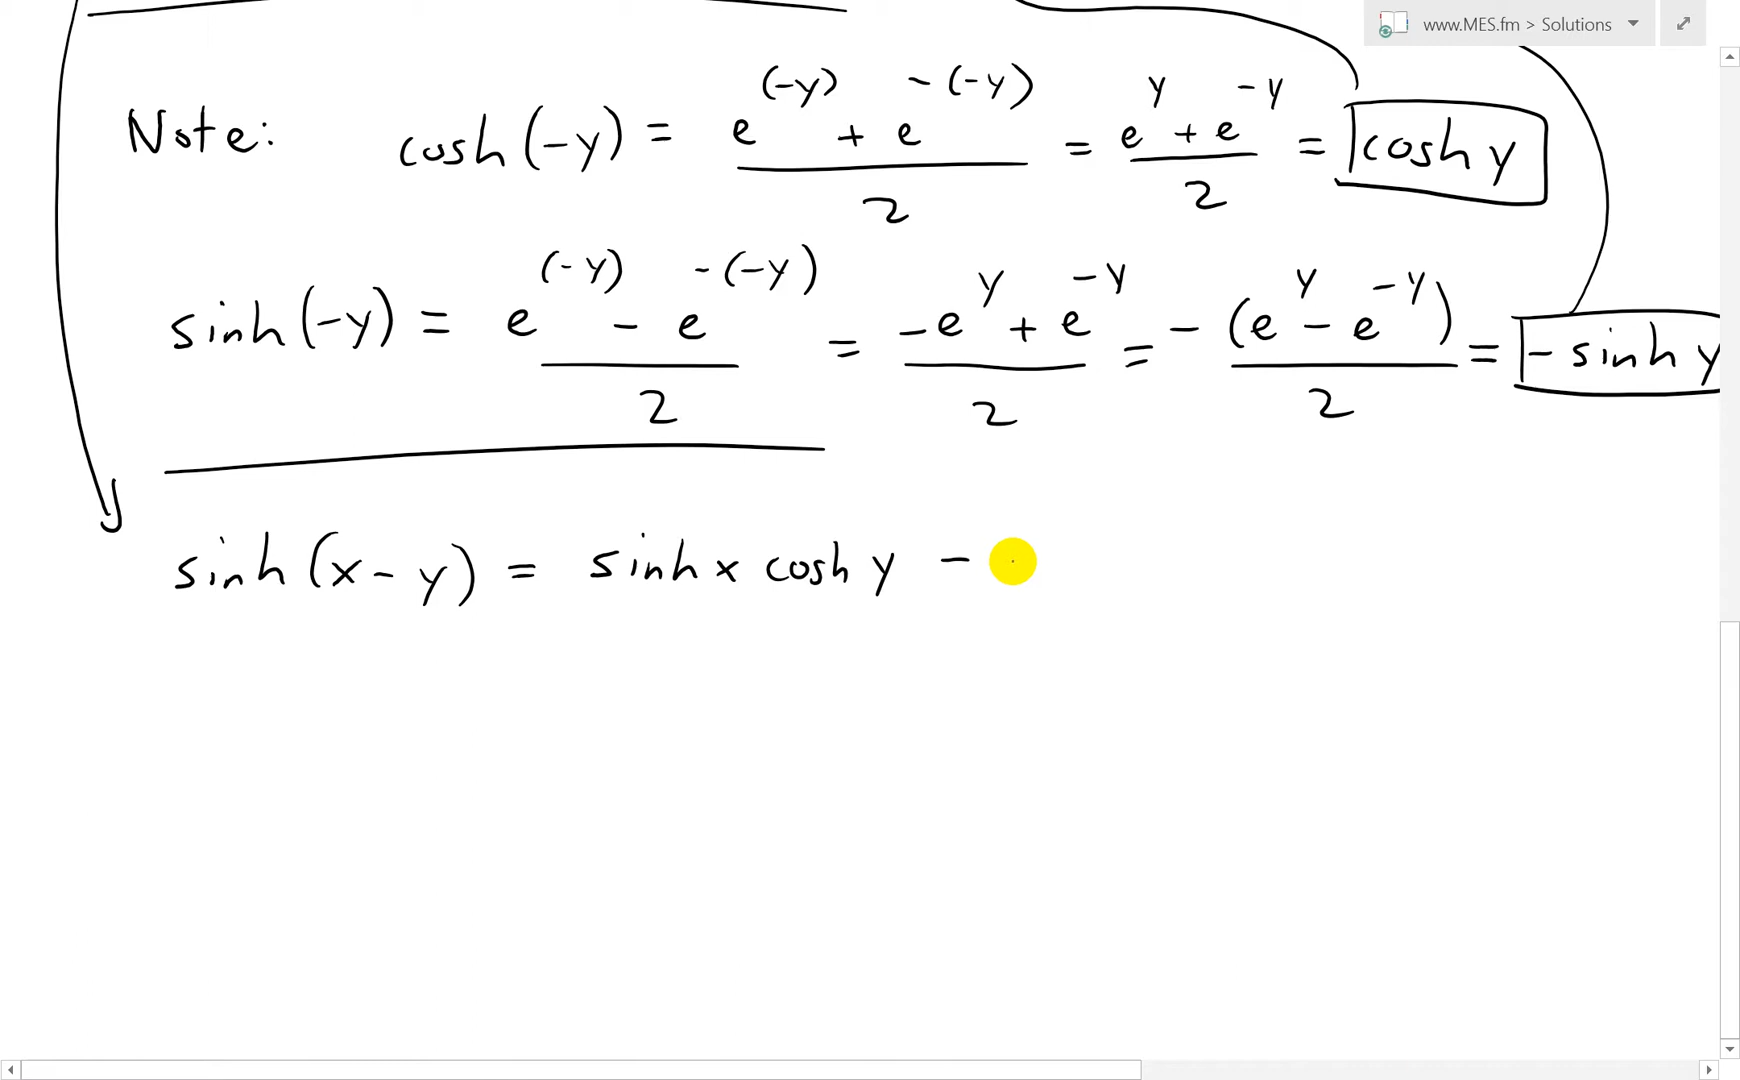 www.MES.fm > Solutions
Note: cosh(-y) = (e^(-y) + e^-(-y))/2 = (e^y + e^-y)/2 = cosh y
sinh(-y) = (e^(-y) - e^-(-y))/2 = (-e^y + e^-y)/2 = -(e^y - e^-y)/2 = -sinh y
sinh(x-y) = sinh x cosh y -